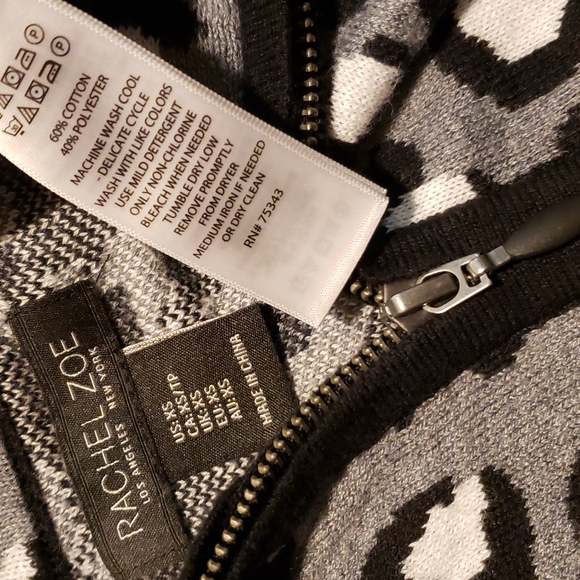 60% COTTON
40% POLYESTER
MACHINE WASH COOL
DELICATE CYCLE
WASH WITH LIKE COLORS
USE MILD DETERGENT
ONLY NON-CHLORINE
BLEACH WHEN NEEDED
TUMBLE DRY LOW
REMOVE PROMPTLY
FROM DRYER
MEDIUM IRON IF NEEDED
OR DRY CLEAN
RN# 75343
RACHEL ZOE
LOS ANGELES NEW YORK
US: XS
CA: XS/TP
UK: XS
EU: XS
AU: XS
MADE IN CHINA